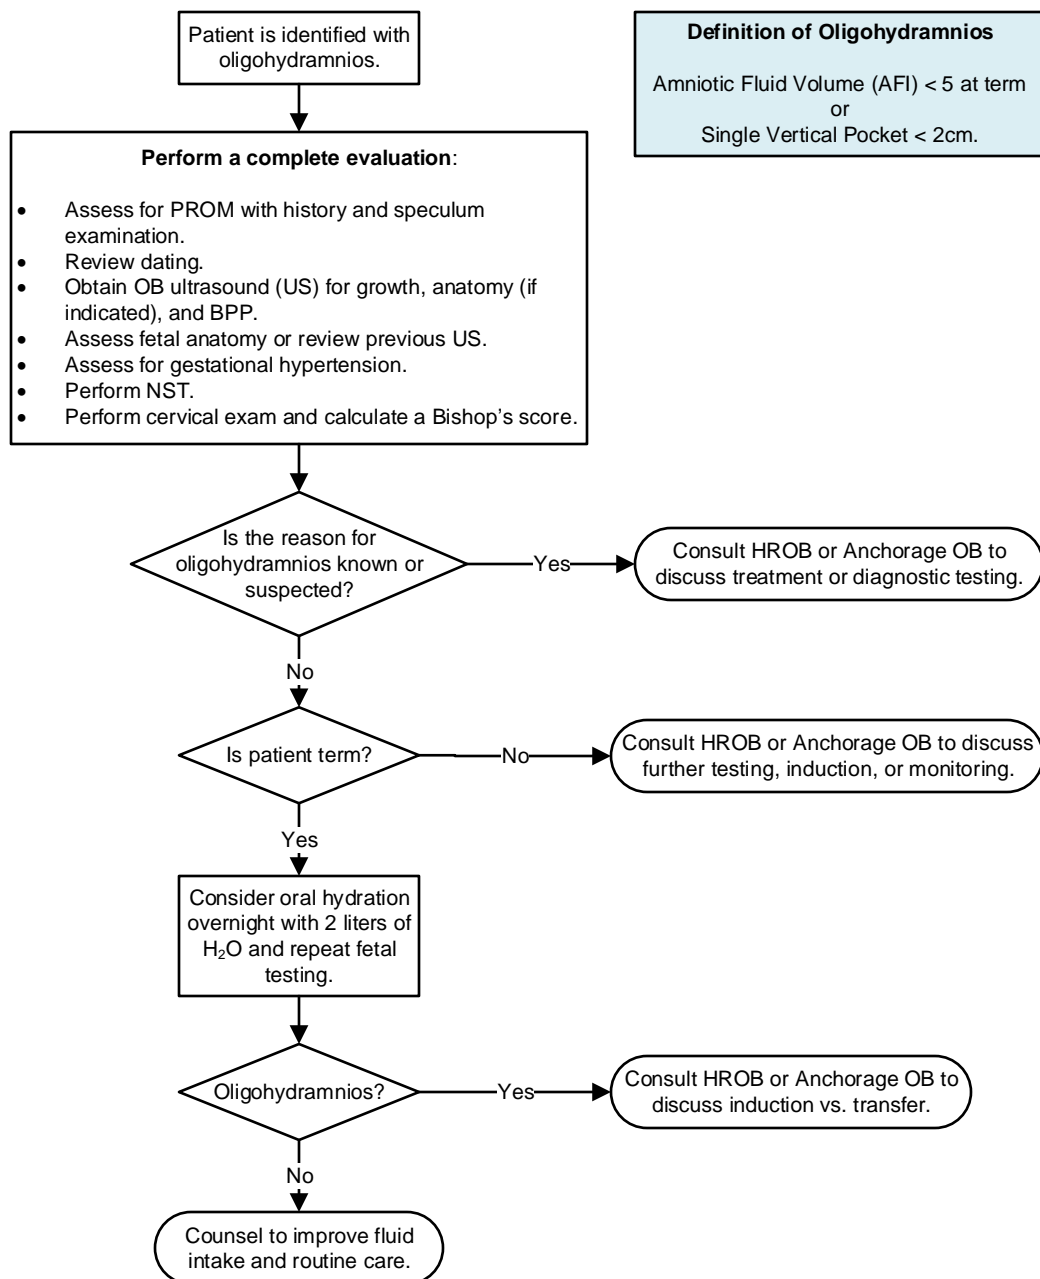 Patient is identified with
oligohydramnios.
Definition of Oligohydramnios
Amniotic Fluid Volume (AFI) < 5 at term
or
Single Vertical Pocket < 2cm.
Perform a complete evaluation:
• Assess for PROM with history and speculum
examination.
• Review dating.
• Obtain OB ultrasound (US) for growth, anatomy (if
indicated), and BPP.
• Assess fetal anatomy or review previous US.
• Assess for gestational hypertension.
• Perform NST.
• Perform cervical exam and calculate a Bishop’s score.
Is the reason for
oligohydramnios known or
suspected?
Yes
Consult HROB or Anchorage OB to
discuss treatment or diagnostic testing.
No
Is patient term?
No
Consult HROB or Anchorage OB to discuss
further testing, induction, or monitoring.
Yes
Consider oral hydration
overnight with 2 liters of
H₂O and repeat fetal
testing.
Oligohydramnios?
Yes
Consult HROB or Anchorage OB to
discuss induction vs. transfer.
No
Counsel to improve fluid
intake and routine care.